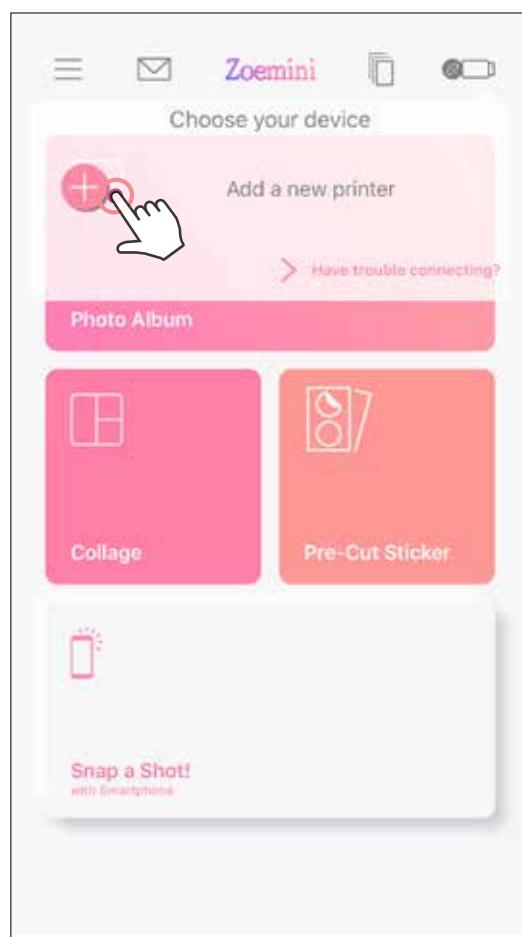 Zoemini
Choose your device
Add a new printer
Have trouble connecting?
Photo Album
Collage
Pre-Cut Sticker
Snap a Shot!
with Smartphone